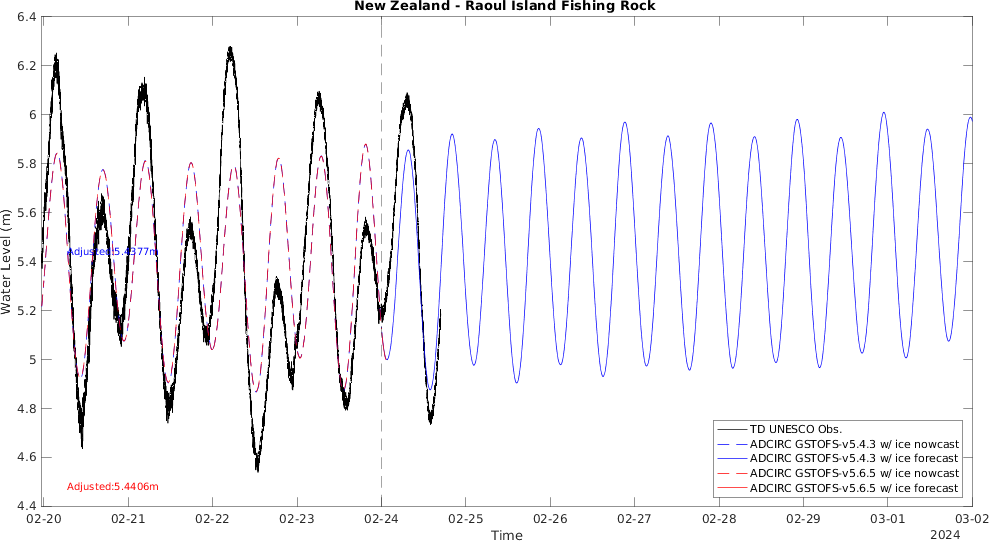 New Zealand - Raoul Island Fishing Rock
6.4
6.2
6
5.8
5.6
5.4
5.2
5
4.8
4.6
4.4
Water Level (m)
Adjusted:5.4377m
Adjusted:5.4406m
TD UNESCO Obs.
ADCIRC GSTOFS-v5.4.3 w/ ice nowcast
ADCIRC GSTOFS-v5.4.3 w/ ice forecast
ADCIRC GSTOFS-v5.6.5 w/ ice nowcast
ADCIRC GSTOFS-v5.6.5 w/ ice forecast
02-20 02-21 02-22 02-23 02-24 02-25 02-26 02-27 02-28 02-29 03-01 03-02
Time
2024